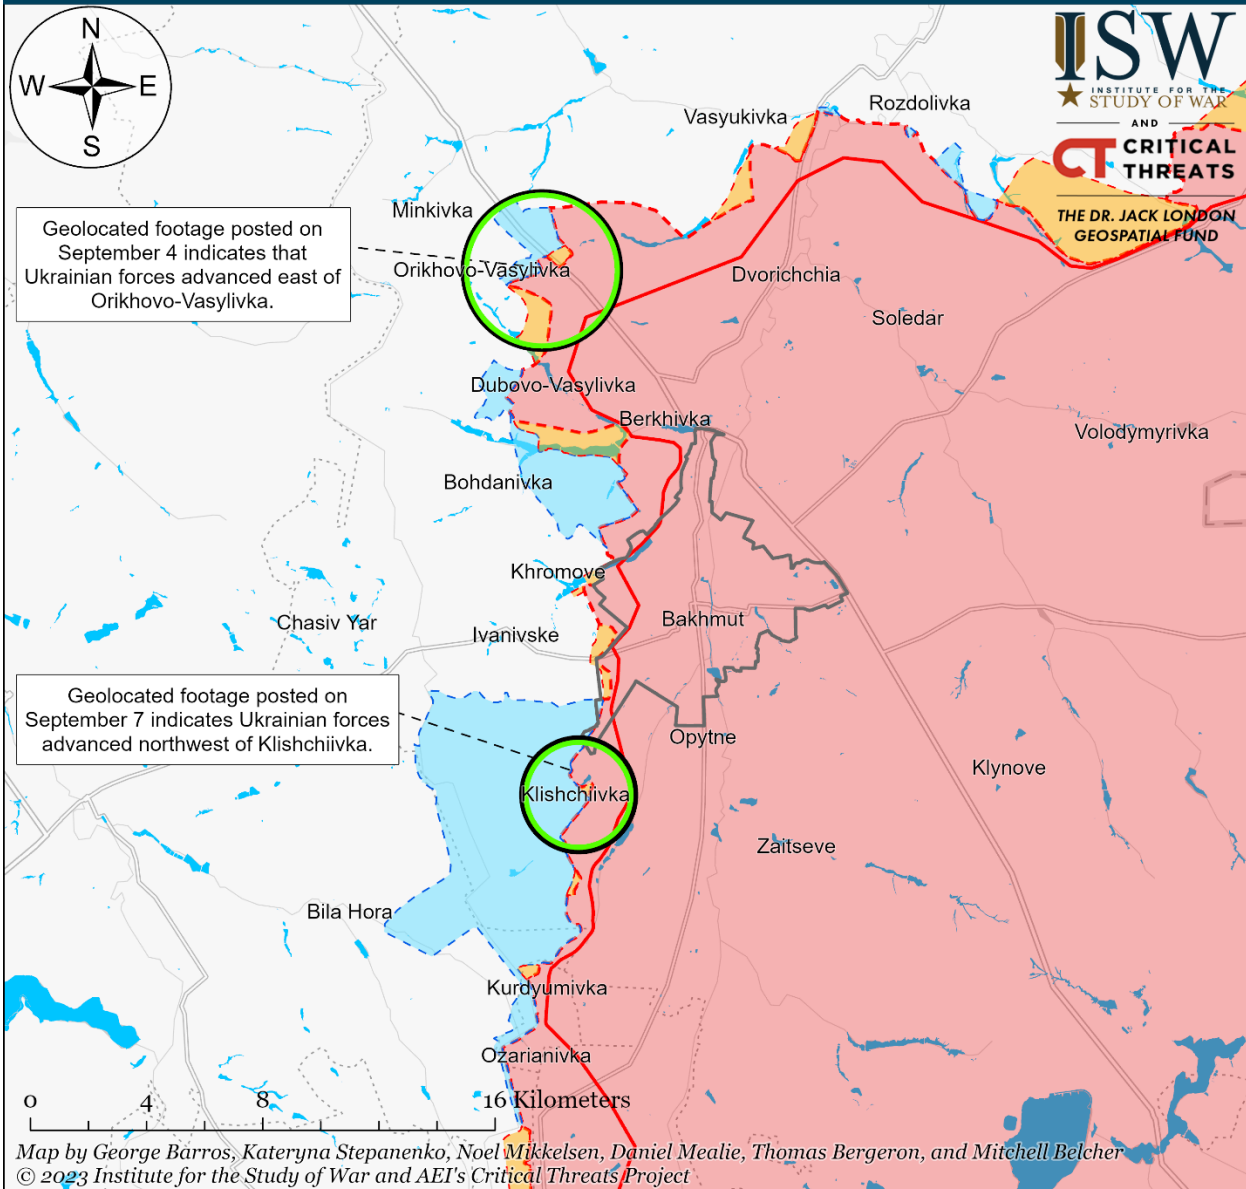 N
W
E
S
ISW
INSTITUTE FOR THE
STUDY OF WAR
AND
CT CRITICAL
THREATS
THE DR. JACK LONDON
GEOSPATIAL FUND
Rozdolivka
Vasyukivka
Minkivka
Geolocated footage posted on
September 4 indicates that
Ukrainian forces advanced east of
Orikhovo-Vasylivka.
Orikhovo-Vasylivka
Dvorichchia
Soledar
Dubovo-Vasylivka
Berkhivka
Volodymyrivka
Bohdanivka
Khromove
Chasiv Yar
Ivanivske
Bakhmut
Geolocated footage posted on
September 7 indicates Ukrainian forces
advanced northwest of Klishchiivka.
Opytne
Klynove
Klishchiivka
Zaitseve
Bila Hora
Kurdyumivka
Ozarianivka
0 4 8 16 Kilometers
Map by George Barros, Kateryna Stepanenko, Noel Mikkelsen, Daniel Mealie, Thomas Bergeron, and Mitchell Belcher
© 2023 Institute for the Study of War and AEI's Critical Threats Project